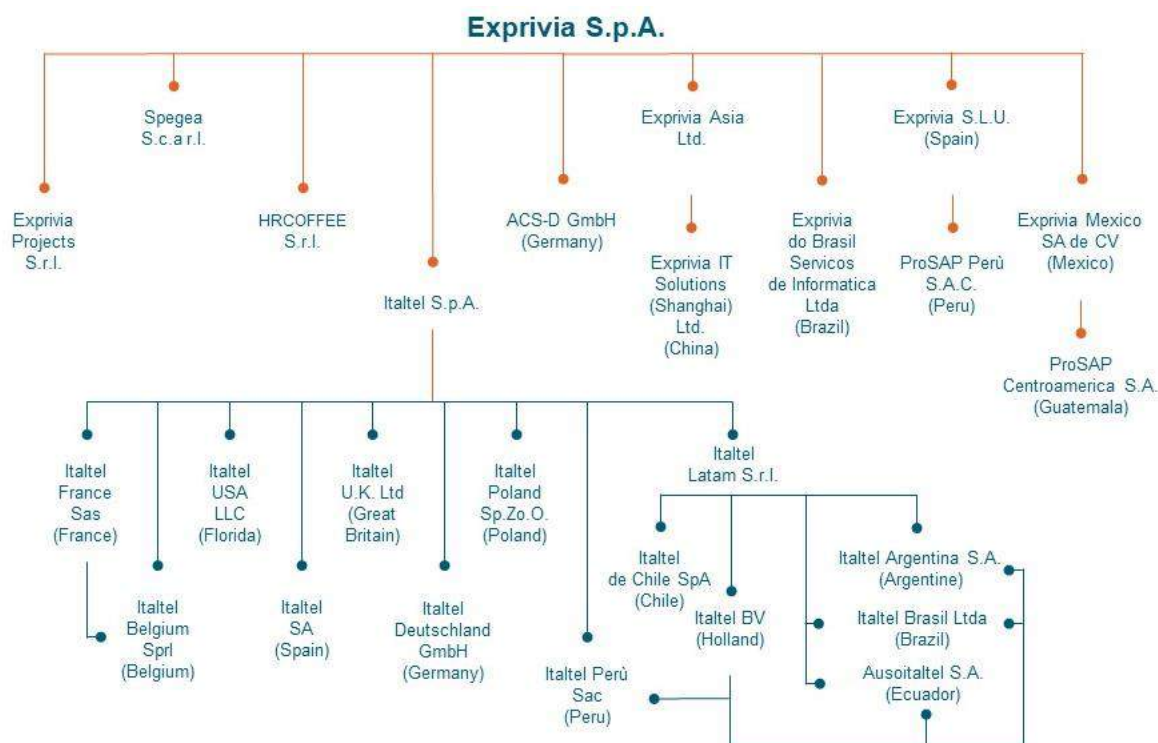 Exprivia S.p.A.
Spegea
S.c.a r.l.
Exprivia Asia
Ltd.
Exprivia S.L.U.
(Spain)
Exprivia
Projects
S.r.l.
HRCOFFEE
S.r.l.
ACS-D GmbH
(Germany)
Exprivia IT
Solutions
(Shanghai)
Ltd.
(China)
Exprivia
do Brasil
Servicos
de Informatica
Ltda
(Brazil)
ProSAP Perù
S.A.C.
(Peru)
Exprivia Mexico
SA de CV
(Mexico)
Italtel S.p.A.
ProSAP
Centroamerica S.A.
(Guatemala)
Italtel
France
Sas
(France)
Italtel
USA
LLC
(Florida)
Italtel
U.K. Ltd
(Great
Britain)
Italtel
Poland
Sp.Zo.O.
(Poland)
Italtel
Latam S.r.l.
Italtel
Belgium
Sprl
(Belgium)
Italtel
SA
(Spain)
Italtel
Deutschland
GmbH
(Germany)
Italtel Perù
Sac
(Peru)
Italtel
de Chile SpA
(Chile)
Italtel BV
(Holland)
Italtel Argentina S.A.
(Argentine)
Italtel Brasil Ltda
(Brazil)
Ausoitaltel S.A.
(Ecuador)